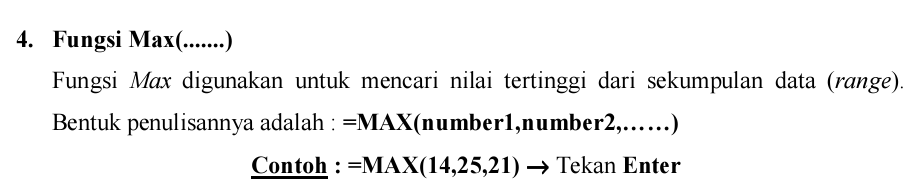 4. Fungsi Max(.......)
Fungsi Max digunakan untuk mencari nilai tertinggi dari sekumpulan data (range).
Bentuk penulisannya adalah : =MAX(number1,number2,……)
Contoh : =MAX(14,25,21) → Tekan Enter